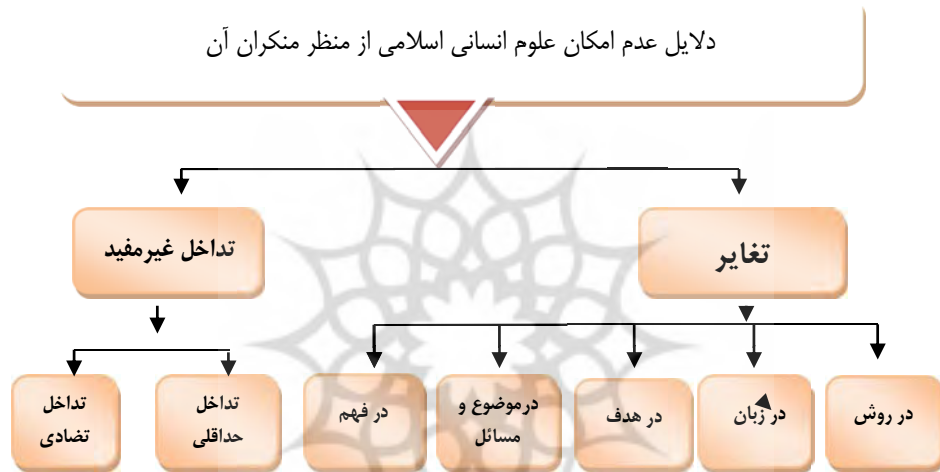 دلایل عدم امکان علوم انسانی اسلامی از منظر منکران آن
تغایر
تداخل غیرمفید
در روش
در زبان
در هدف
درموضوع و
مسائل
در فهم
تداخل
حداقلی
تداخل
تضادی